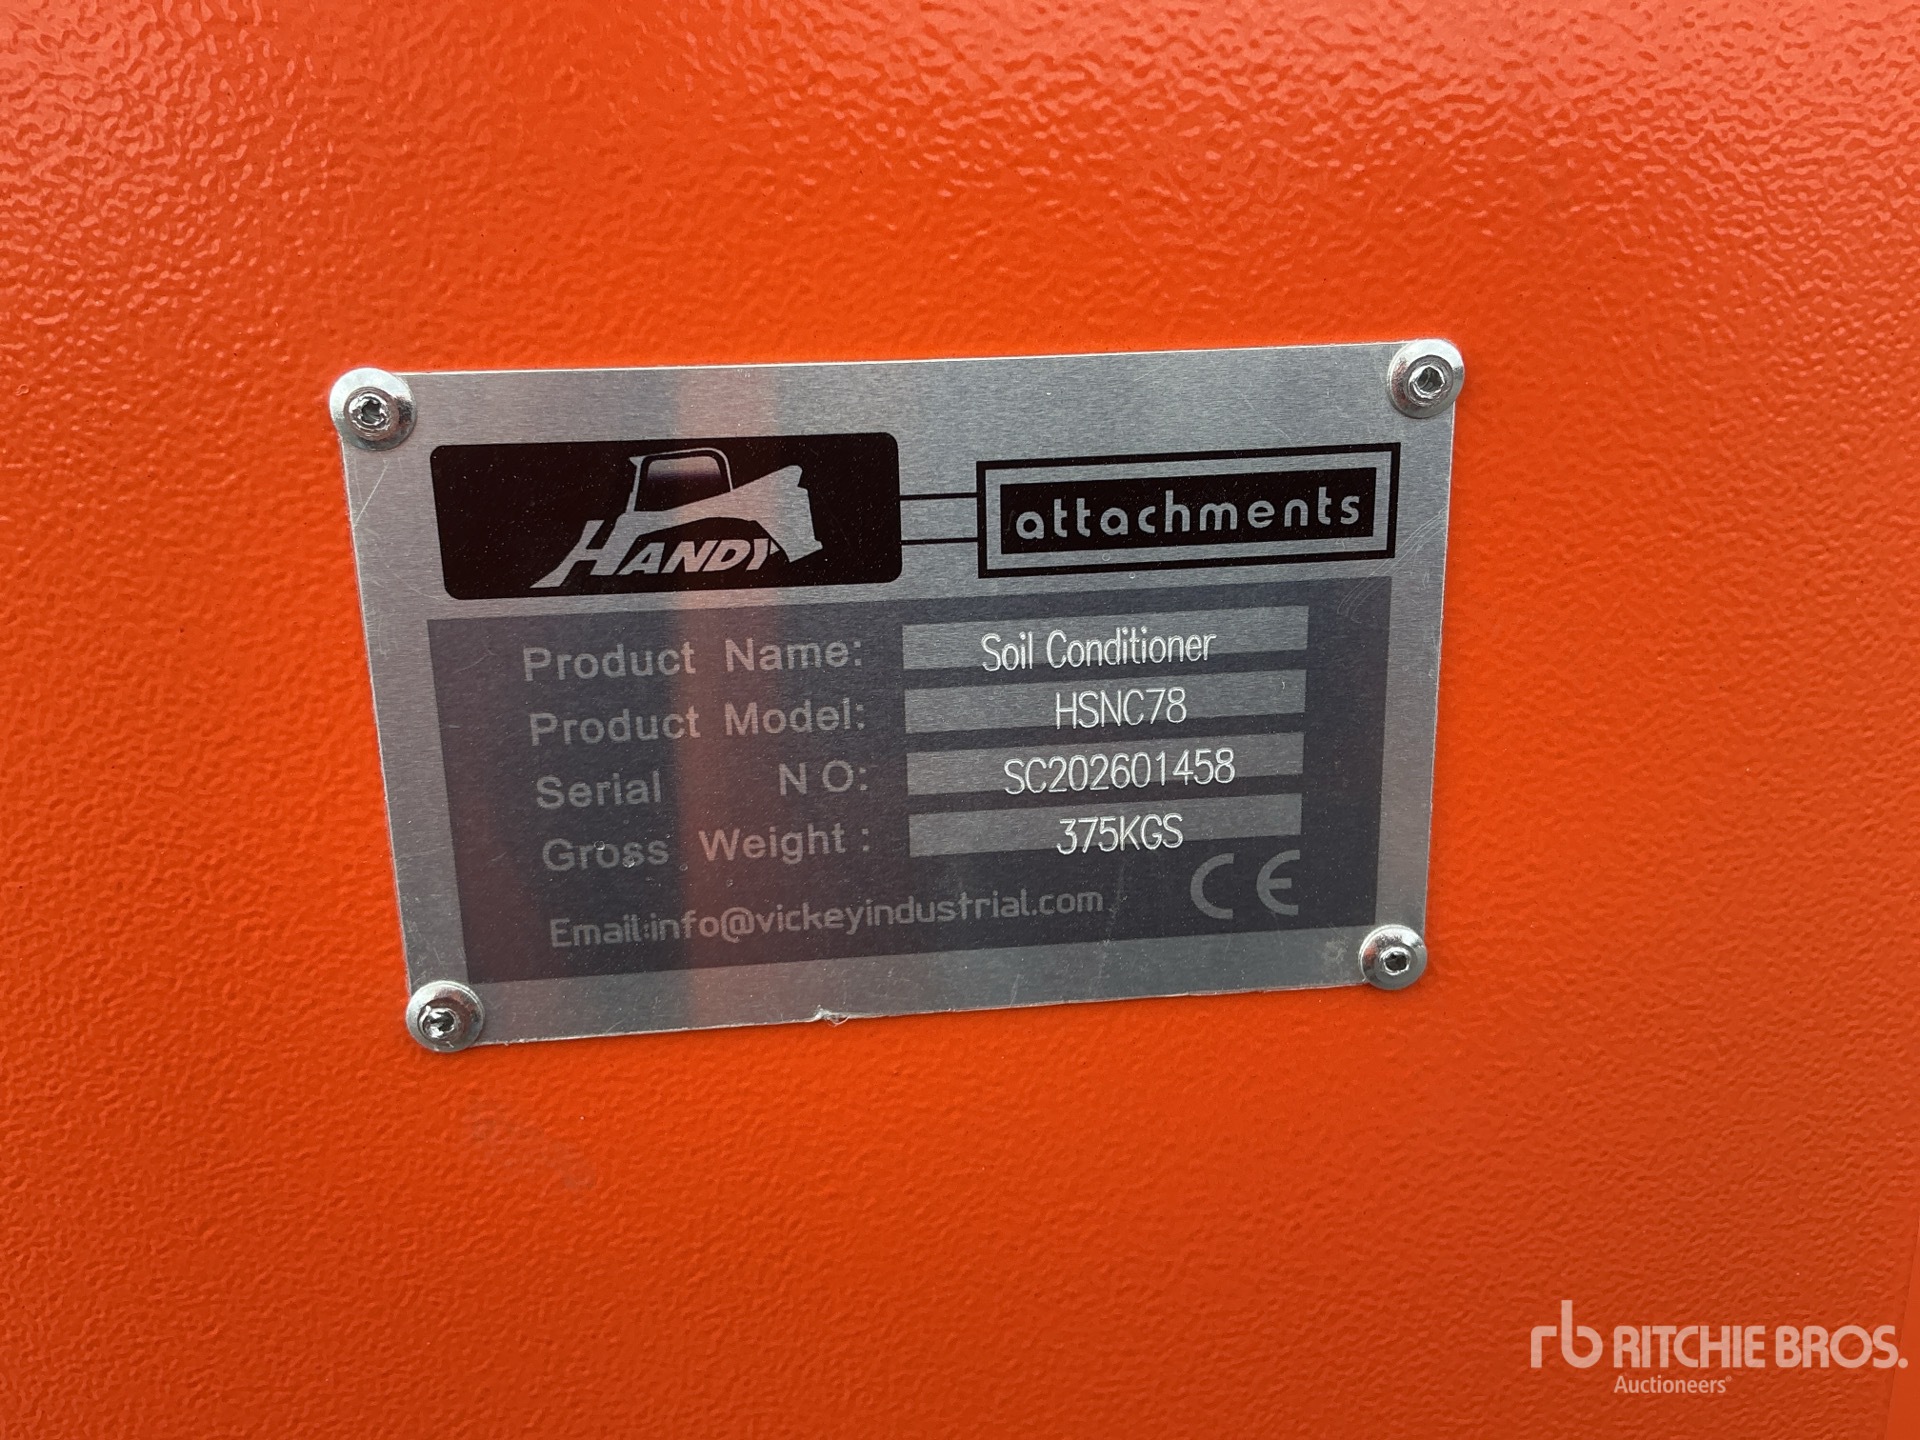 HANDY attachments
Product Name: Soil Conditioner
Product Model: HSNC78
Serial N O: SC202601458
Gross Weight : 375KGS
Email:info@vickeyindustrial.com CE
rb RITCHIE BROS.
Auctioneers